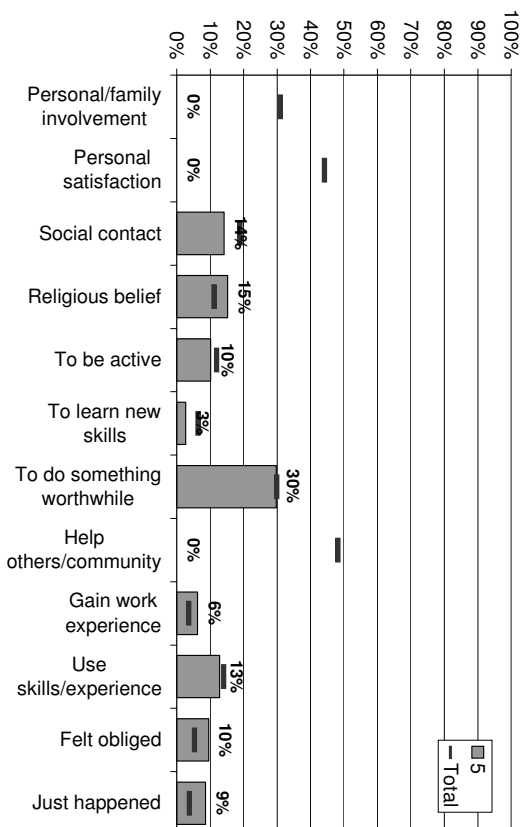 100%
90%
80%
70%
60%
50%
40%
30%
20%
10%
0%
5
Total
0%
0%
14%
15%
10%
3%
30%
0%
6%
13%
10%
9%
Personal/family
involvement
Personal
satisfaction
Social contact
Religious belief
To be active
To learn new
skills
To do something
worthwhile
Help
others/community
Gain work
experience
Use
skills/experience
Felt obliged
Just happened